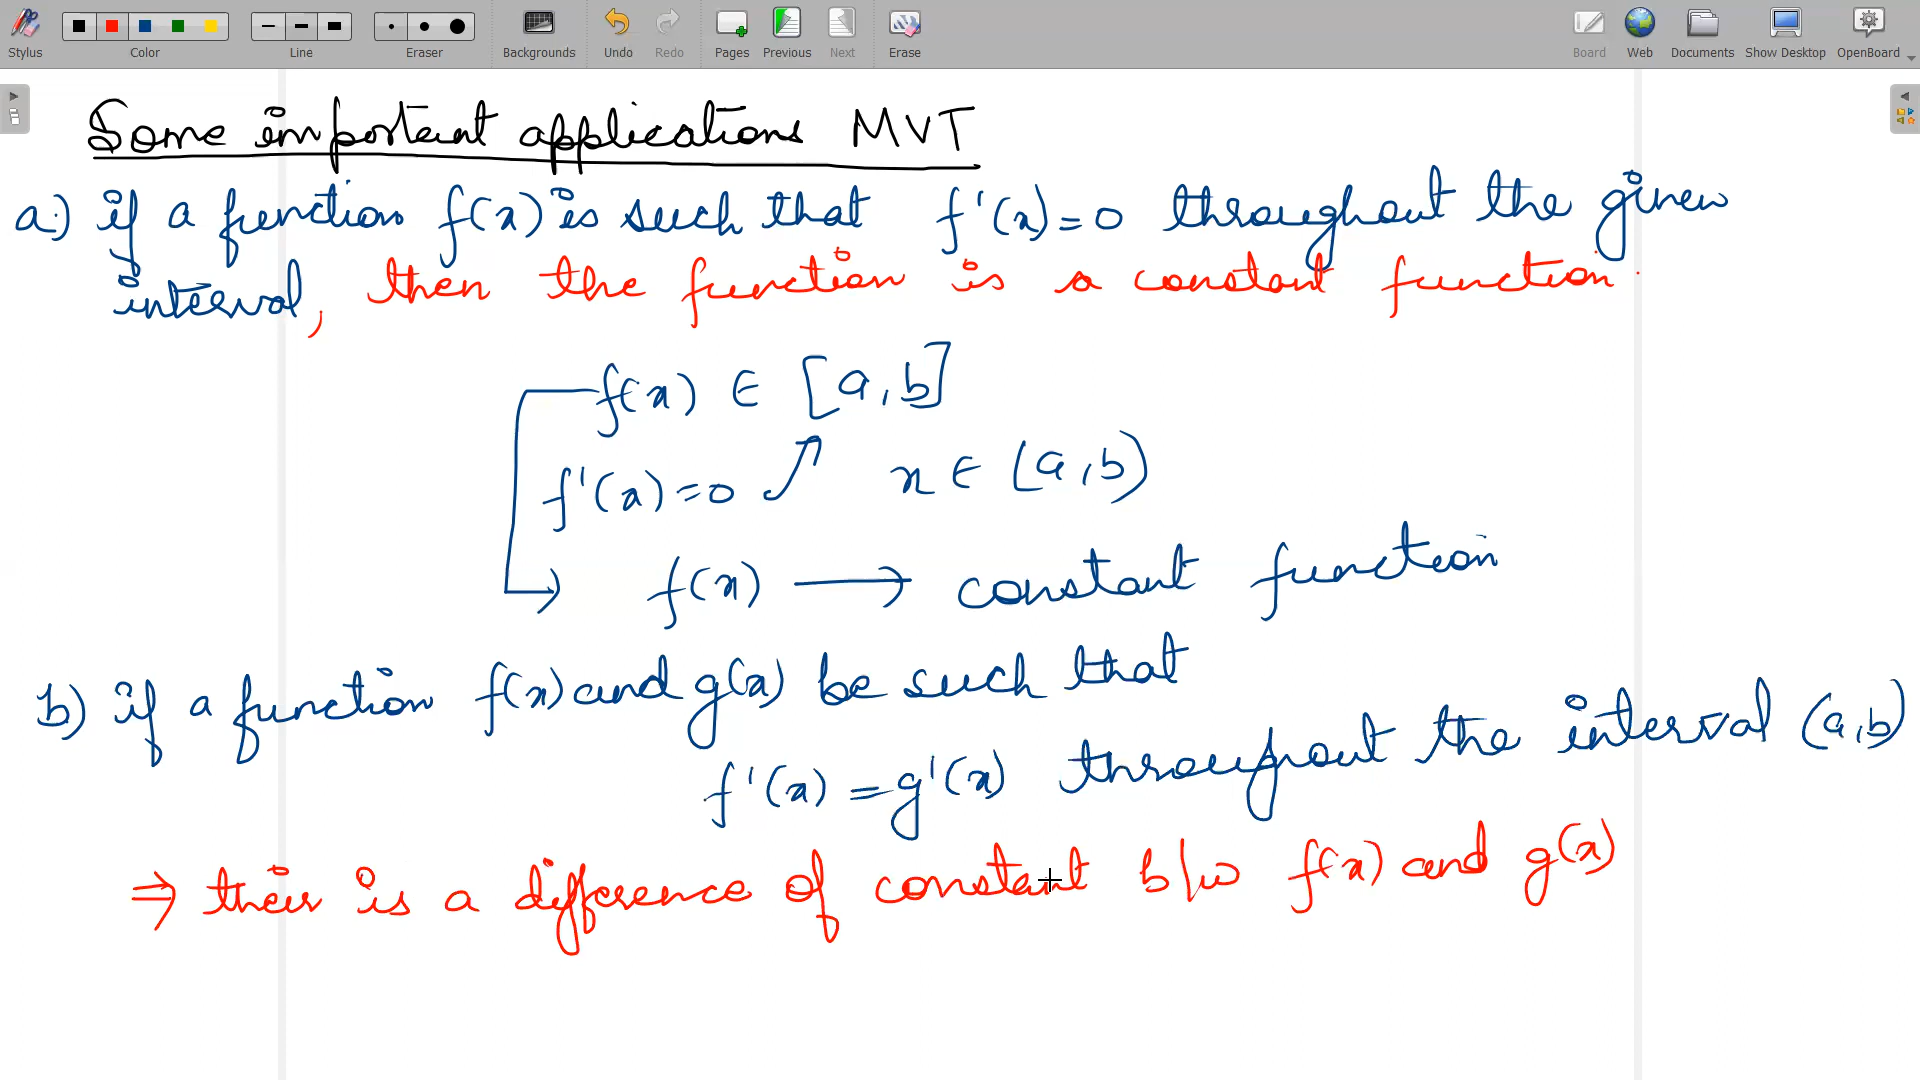 Stylus Color Line Eraser Backgrounds Undo Redo Pages Previous Next Erase Board Web Documents Show Desktop OpenBoard
Some important applications MVT
a.) if a function f(x) is such that f'(x) = 0 throughout the given
interval, then the function is a constant function.
f(x) ∈ [a, b]
f'(x) = 0 x ∈ (a, b)
f(x) → constant function
b) if a function f(x) and g(x) be such that
f'(x) = g'(x) throughout the interval (a, b)
⇒ their is a difference of constant b/w f(x) and g(x)